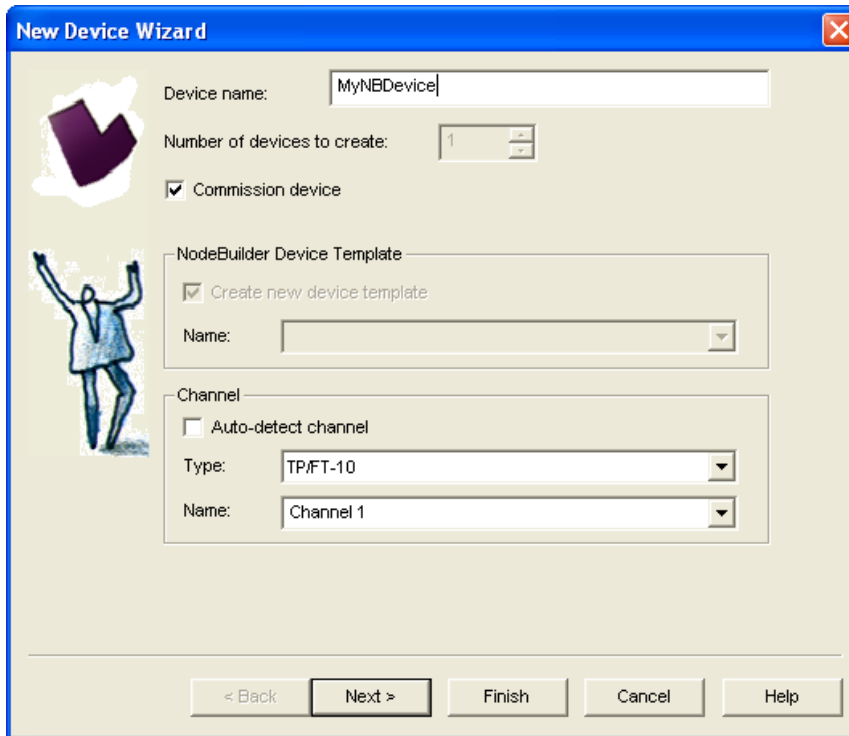 New Device Wizard
Device name: MyNBDevice
Number of devices to create: 1
Commission device
NodeBuilder Device Template
Create new device template
Name:
Channel
Auto-detect channel
Type: TP/FT-10
Name: Channel 1
< Back Next > Finish Cancel Help